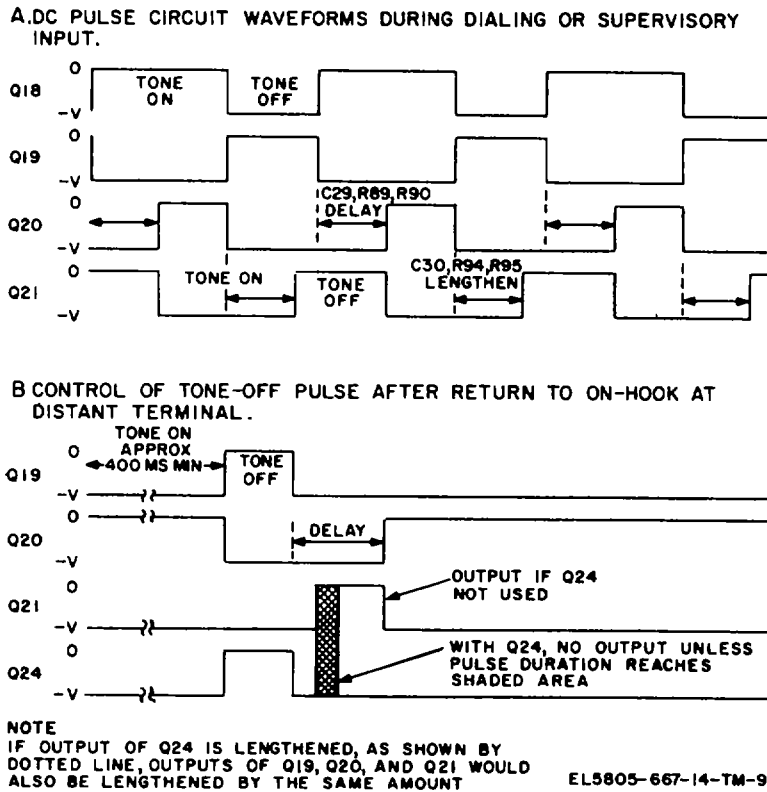 A. DC PULSE CIRCUIT WAVEFORMS DURING DIALING OR SUPERVISORY
INPUT.
Q18
0
-V
TONE
ON
TONE
OFF
Q19
0
-V
Q20
0
-V
C29,R89,R90
DELAY
Q21
0
-V
TONE ON
TONE
OFF
C30,R94,R95
LENGTHEN
B CONTROL OF TONE-OFF PULSE AFTER RETURN TO ON-HOOK AT
DISTANT TERMINAL.
Q19
0
-V
TONE ON
APPROX
400 MS MIN
TONE
OFF
Q20
0
-V
DELAY
Q21
0
-V
OUTPUT IF Q24
NOT USED
Q24
0
-V
WITH Q24, NO OUTPUT UNLESS
PULSE DURATION REACHES
SHADED AREA
NOTE
IF OUTPUT OF Q24 IS LENGTHENED, AS SHOWN BY
DOTTED LINE, OUTPUTS OF Q19, Q20, AND Q21 WOULD
ALSO BE LENGTHENED BY THE SAME AMOUNT
EL5805-667-14-TM-9